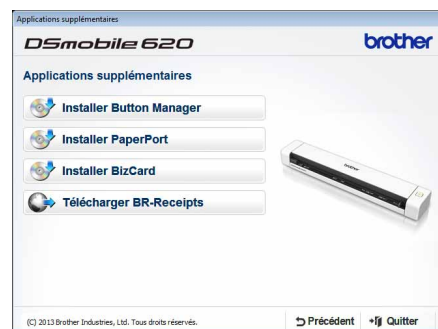 Applications supplémentaires
DSmobile 620
brother
Applications supplémentaires
Installer Button Manager
Installer PaperPort
Installer BizCard
Télécharger BR-Receipts
brother
(C) 2013 Brother Industries, Ltd. Tous droits réservés.
Précédent
Quitter